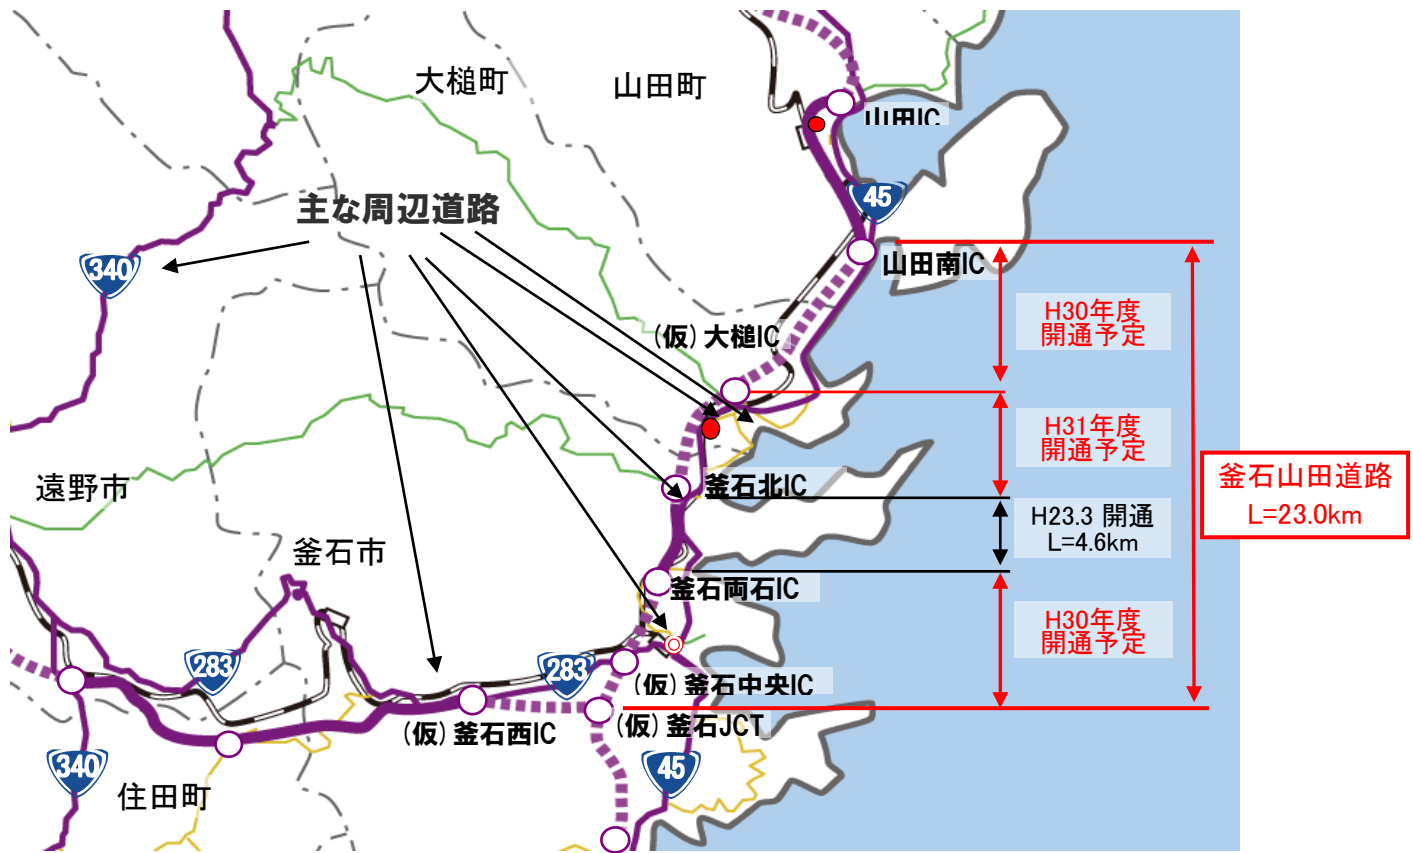 大槌町
山田町
山田IC
45
主な周辺道路
340
山田南IC
H30年度
開通予定
(仮)大槌IC
H31年度
開通予定
遠野市
釜石北IC
釜石山田道路
L=23.0km
H23.3 開通
L=4.6km
釜石市
釜石両石IC
H30年度
開通予定
283
283
(仮)釜石中央IC
(仮)釜石西IC
(仮)釜石JCT
340
45
住田町